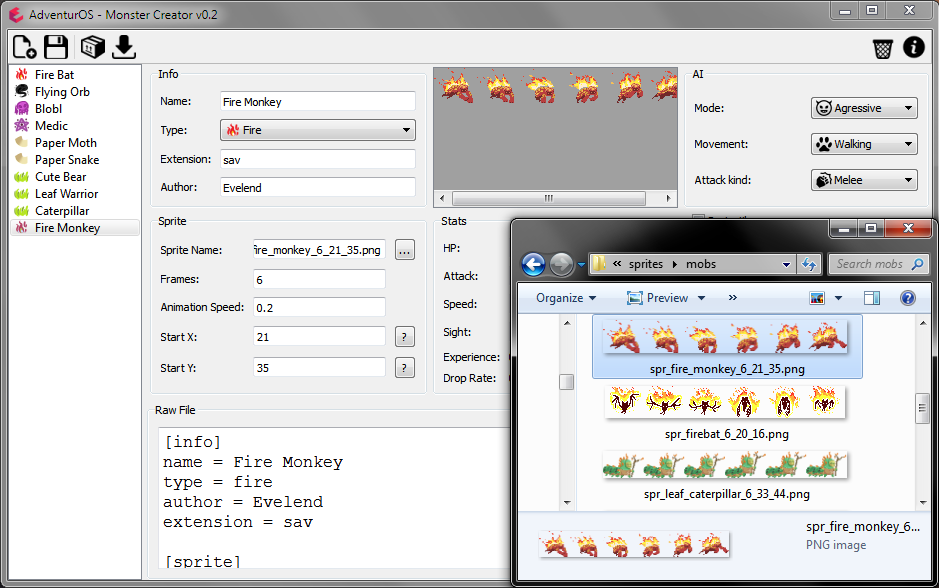 AdventurOS - Monster Creator v0.2
Fire Bat
Flying Orb
Blobl
Medic
Paper Moth
Paper Snake
Cute Bear
Leaf Warrior
Caterpillar
Fire Monkey
Info
Name: Fire Monkey
Type: Fire
Extension: sav
Author: Evelend
AI
Mode: Agressive
Movement: Walking
Attack kind: Melee
Sprite
Sprite Name: fire_monkey_6_21_35.png ...
Frames: 6
Animation Speed: 0.2
Start X: 21 ?
Start Y: 35 ?
Stats
HP:
Attack:
Speed:
Sight:
Experience:
Drop Rate:
Raw File
[info]
name = Fire Monkey
type = fire
author = Evelend
extension = sav
[sprite]
« sprites mobs
Search mobs
Organize Preview »
spr_fire_monkey_6_21_35.png
spr_firebat_6_20_16.png
spr_leaf_caterpillar_6_33_44.png
spr_fire_monkey_6...
PNG image